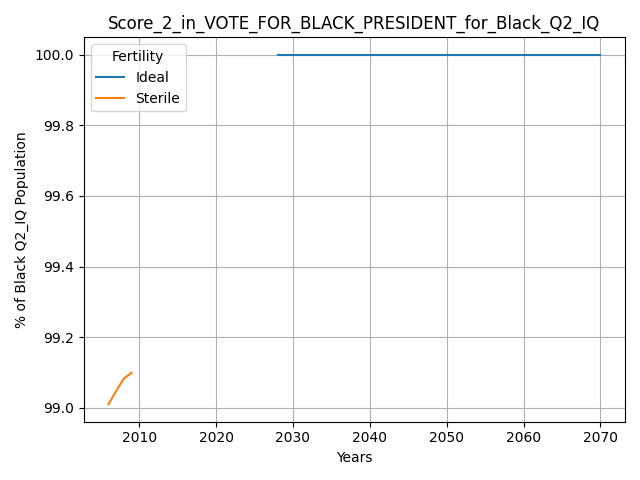 Score_2_in_VOTE_FOR_BLACK_PRESIDENT_for_Black_Q2_IQ
Fertility
Ideal
Sterile
% of Black Q2_IQ Population
100.0
99.8
99.6
99.4
99.2
99.0
2010 2020 2030 2040 2050 2060 2070
Years